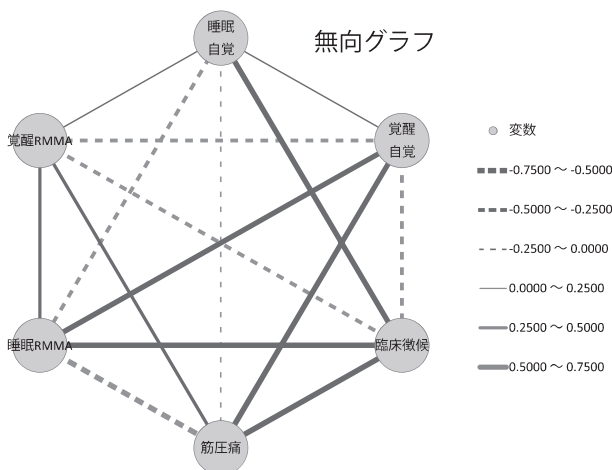 無向グラフ
睡眠
自覚
覚醒
自覚
覚醒RMMA
睡眠RMMA
臨床徴候
筋圧痛
変数
-0.7500 ～ -0.5000
-0.5000 ～ -0.2500
-0.2500 ～ 0.0000
0.0000 ～ 0.2500
0.2500 ～ 0.5000
0.5000 ～ 0.7500